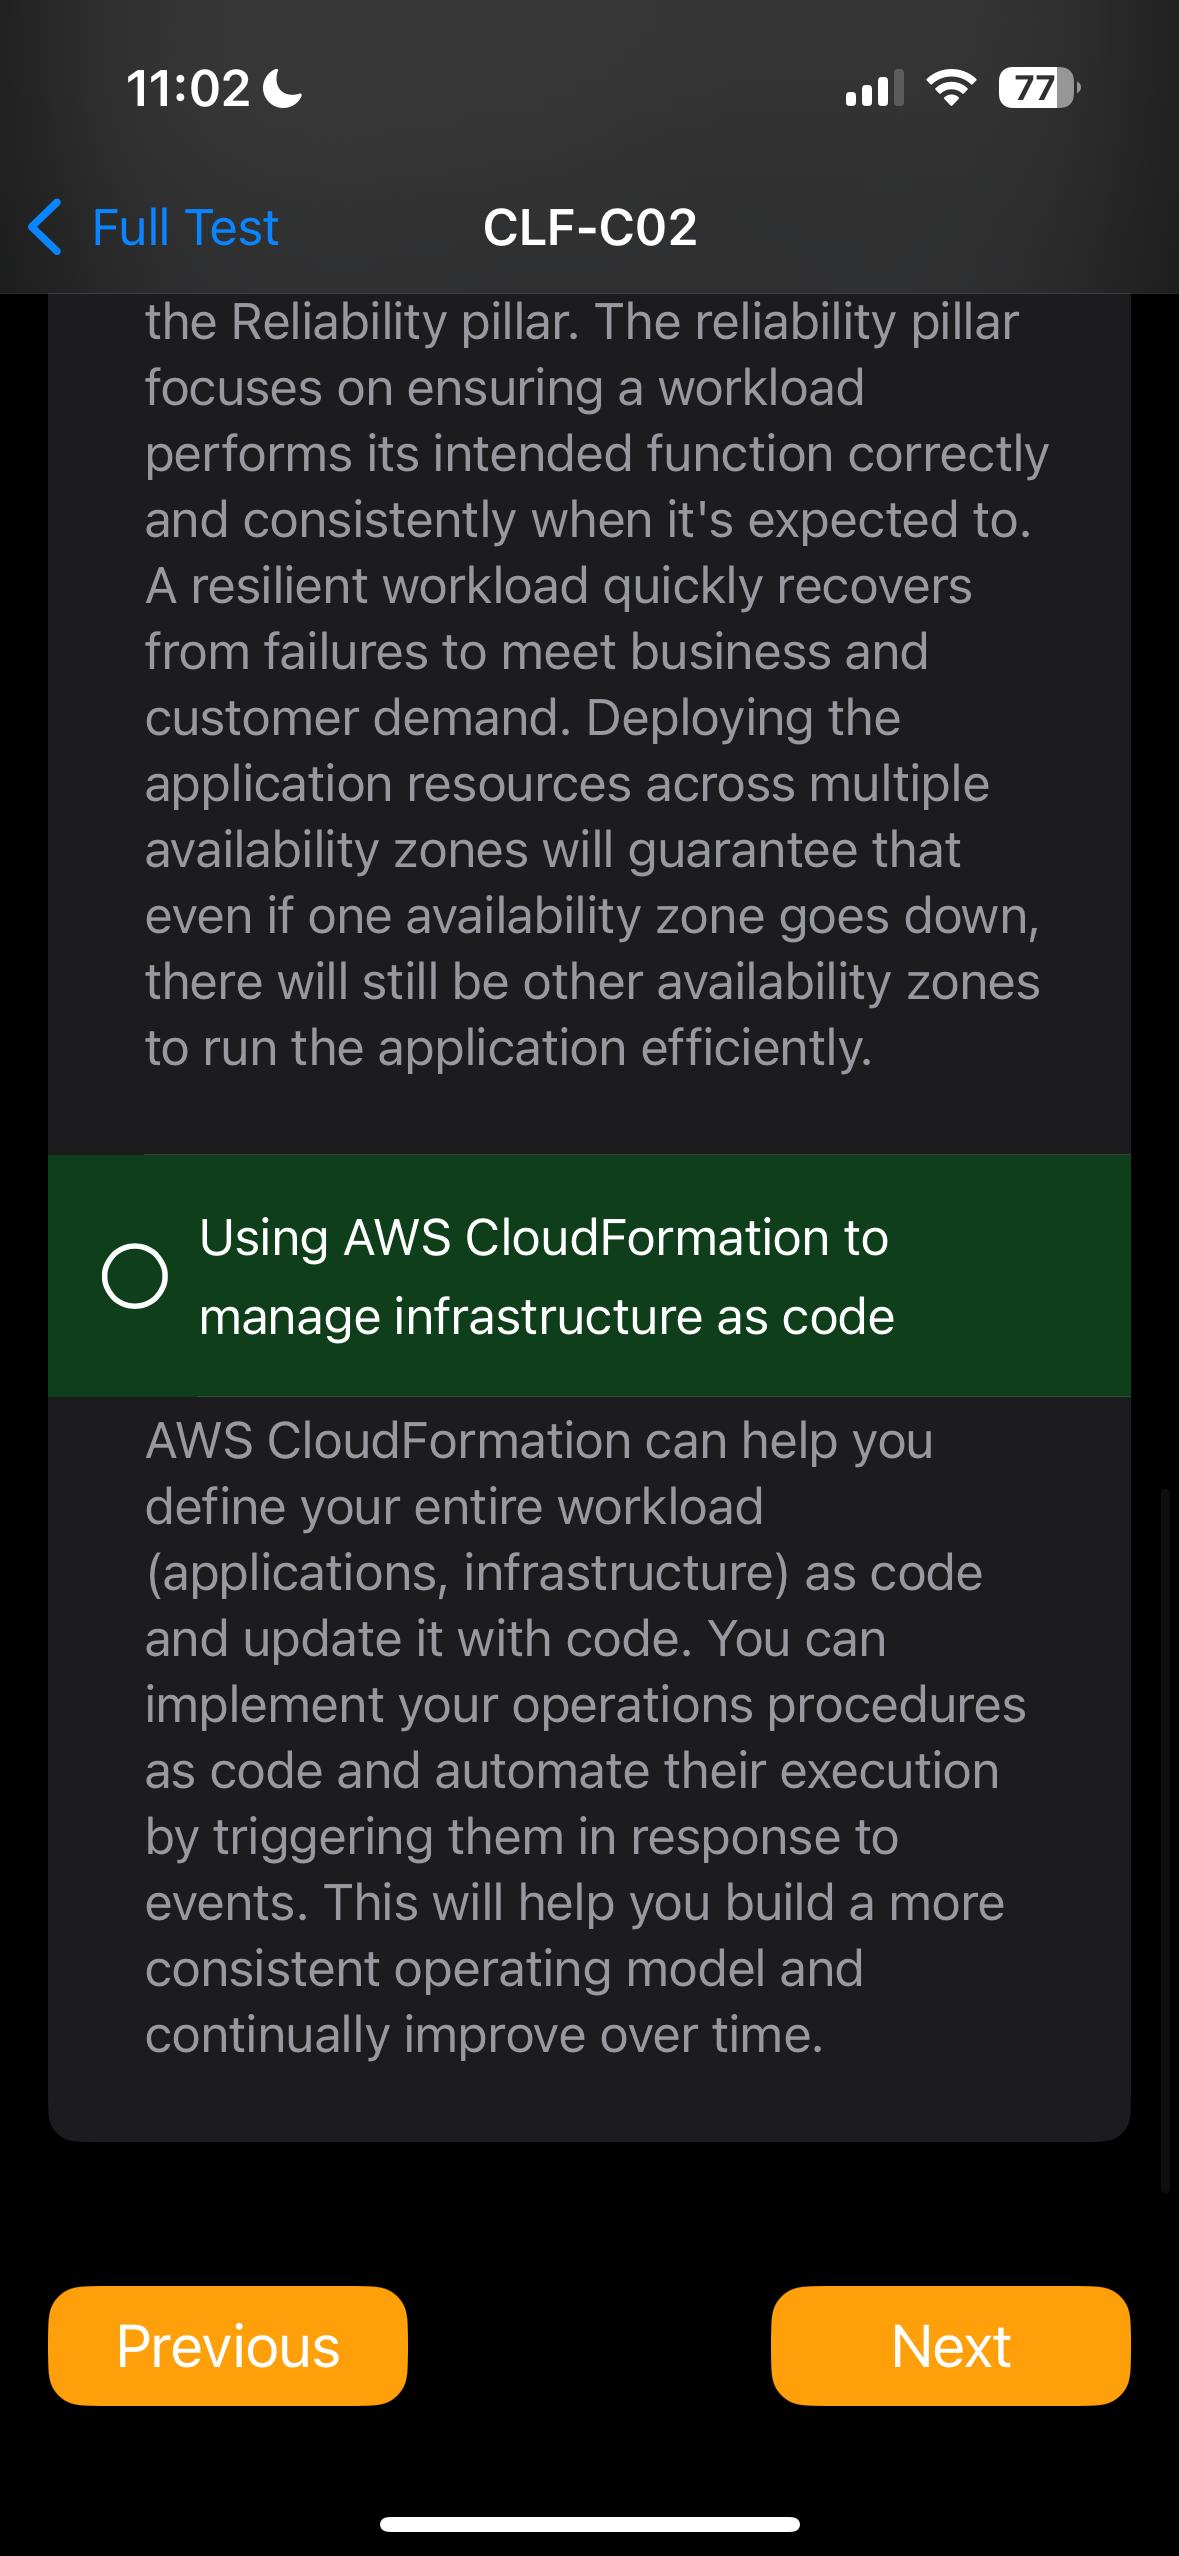 11:02
77
Full Test
CLF-C02
the Reliability pillar. The reliability pillar
focuses on ensuring a workload
performs its intended function correctly
and consistently when it's expected to.
A resilient workload quickly recovers
from failures to meet business and
customer demand. Deploying the
application resources across multiple
availability zones will guarantee that
even if one availability zone goes down,
there will still be other availability zones
to run the application efficiently.
Using AWS CloudFormation to
manage infrastructure as code
AWS CloudFormation can help you
define your entire workload
(applications, infrastructure) as code
and update it with code. You can
implement your operations procedures
as code and automate their execution
by triggering them in response to
events. This will help you build a more
consistent operating model and
continually improve over time.
Previous
Next